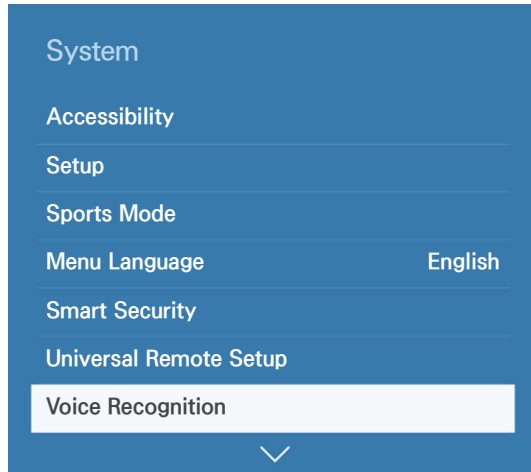 System
Accessibility
Setup
Sports Mode
Menu Language English
Smart Security
Universal Remote Setup
Voice Recognition